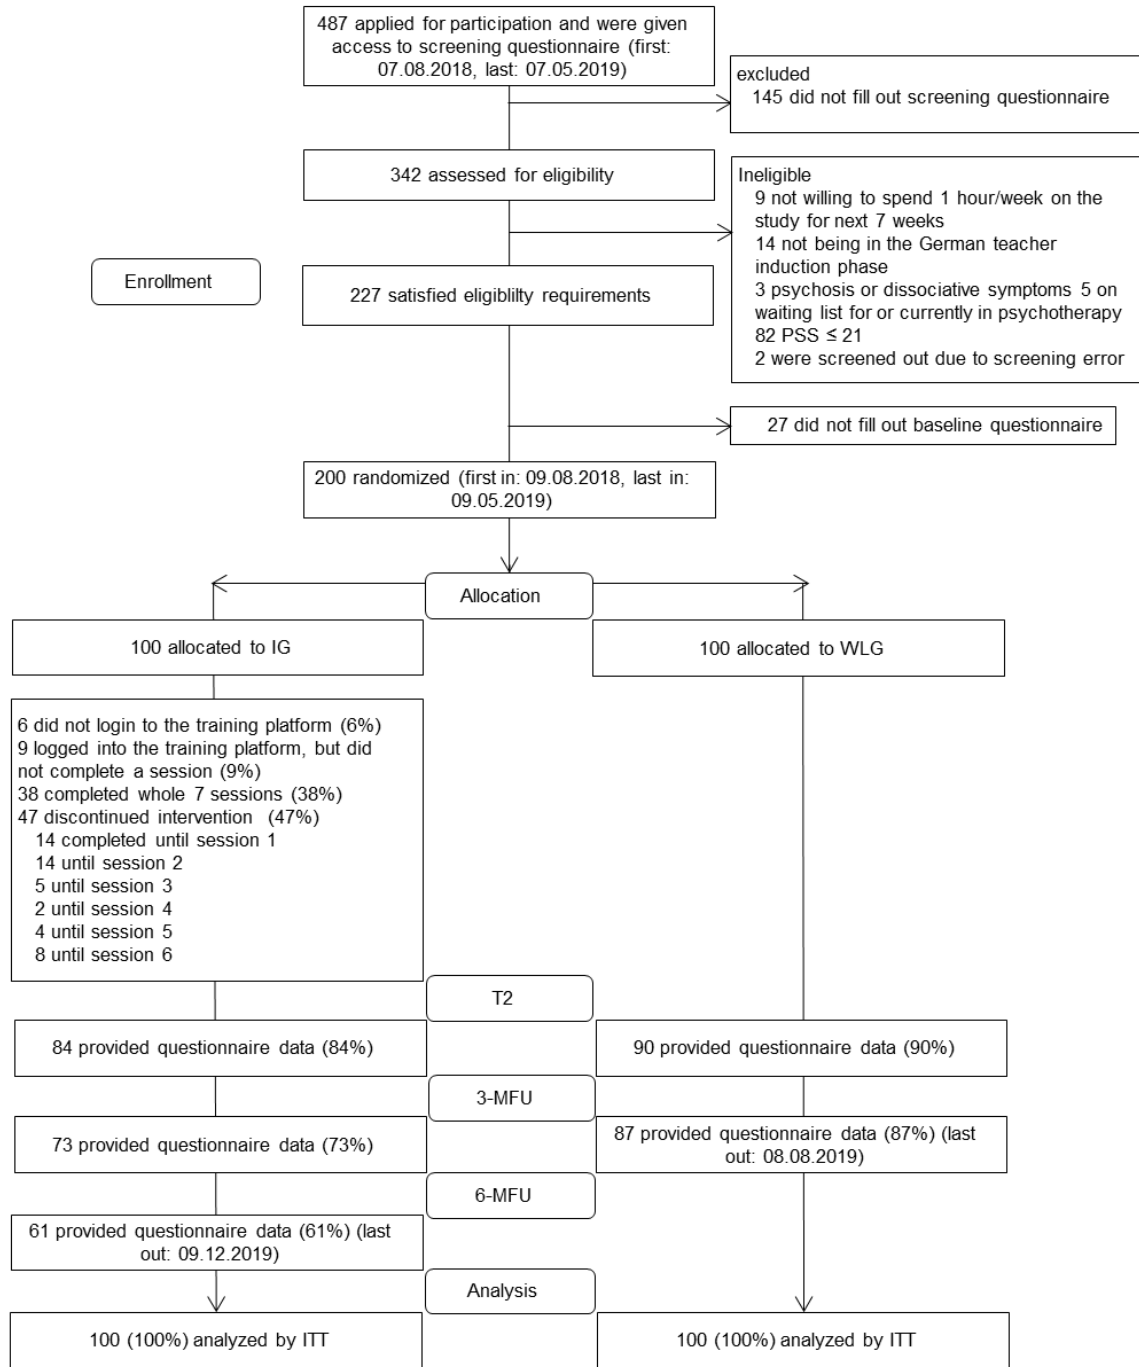 487 applied for participation and were given
access to screening questionnaire (first:
07.08.2018, last: 07.05.2019)
excluded
145 did not fill out screening questionnaire
342 assessed for eligibility
Ineligible
9 not willing to spend 1 hour/week on the
study for next 7 weeks
14 not being in the German teacher
induction phase
3 psychosis or dissociative symptoms 5 on
waiting list for or currently in psychotherapy
82 PSS ≤ 21
2 were screened out due to screening error
Enrollment
227 satisfied eligiblilty requirements
27 did not fill out baseline questionnaire
200 randomized (first in: 09.08.2018, last in:
09.05.2019)
Allocation
100 allocated to IG
100 allocated to WLG
6 did not login to the training platform (6%)
9 logged into the training platform, but did
not complete a session (9%)
38 completed whole 7 sessions (38%)
47 discontinued intervention (47%)
14 completed until session 1
14 until session 2
5 until session 3
2 until session 4
4 until session 5
8 until session 6
T2
84 provided questionnaire data (84%)
90 provided questionnaire data (90%)
3-MFU
73 provided questionnaire data (73%)
87 provided questionnaire data (87%) (last
out: 08.08.2019)
6-MFU
61 provided questionnaire data (61%) (last
out: 09.12.2019)
Analysis
100 (100%) analyzed by ITT
100 (100%) analyzed by ITT